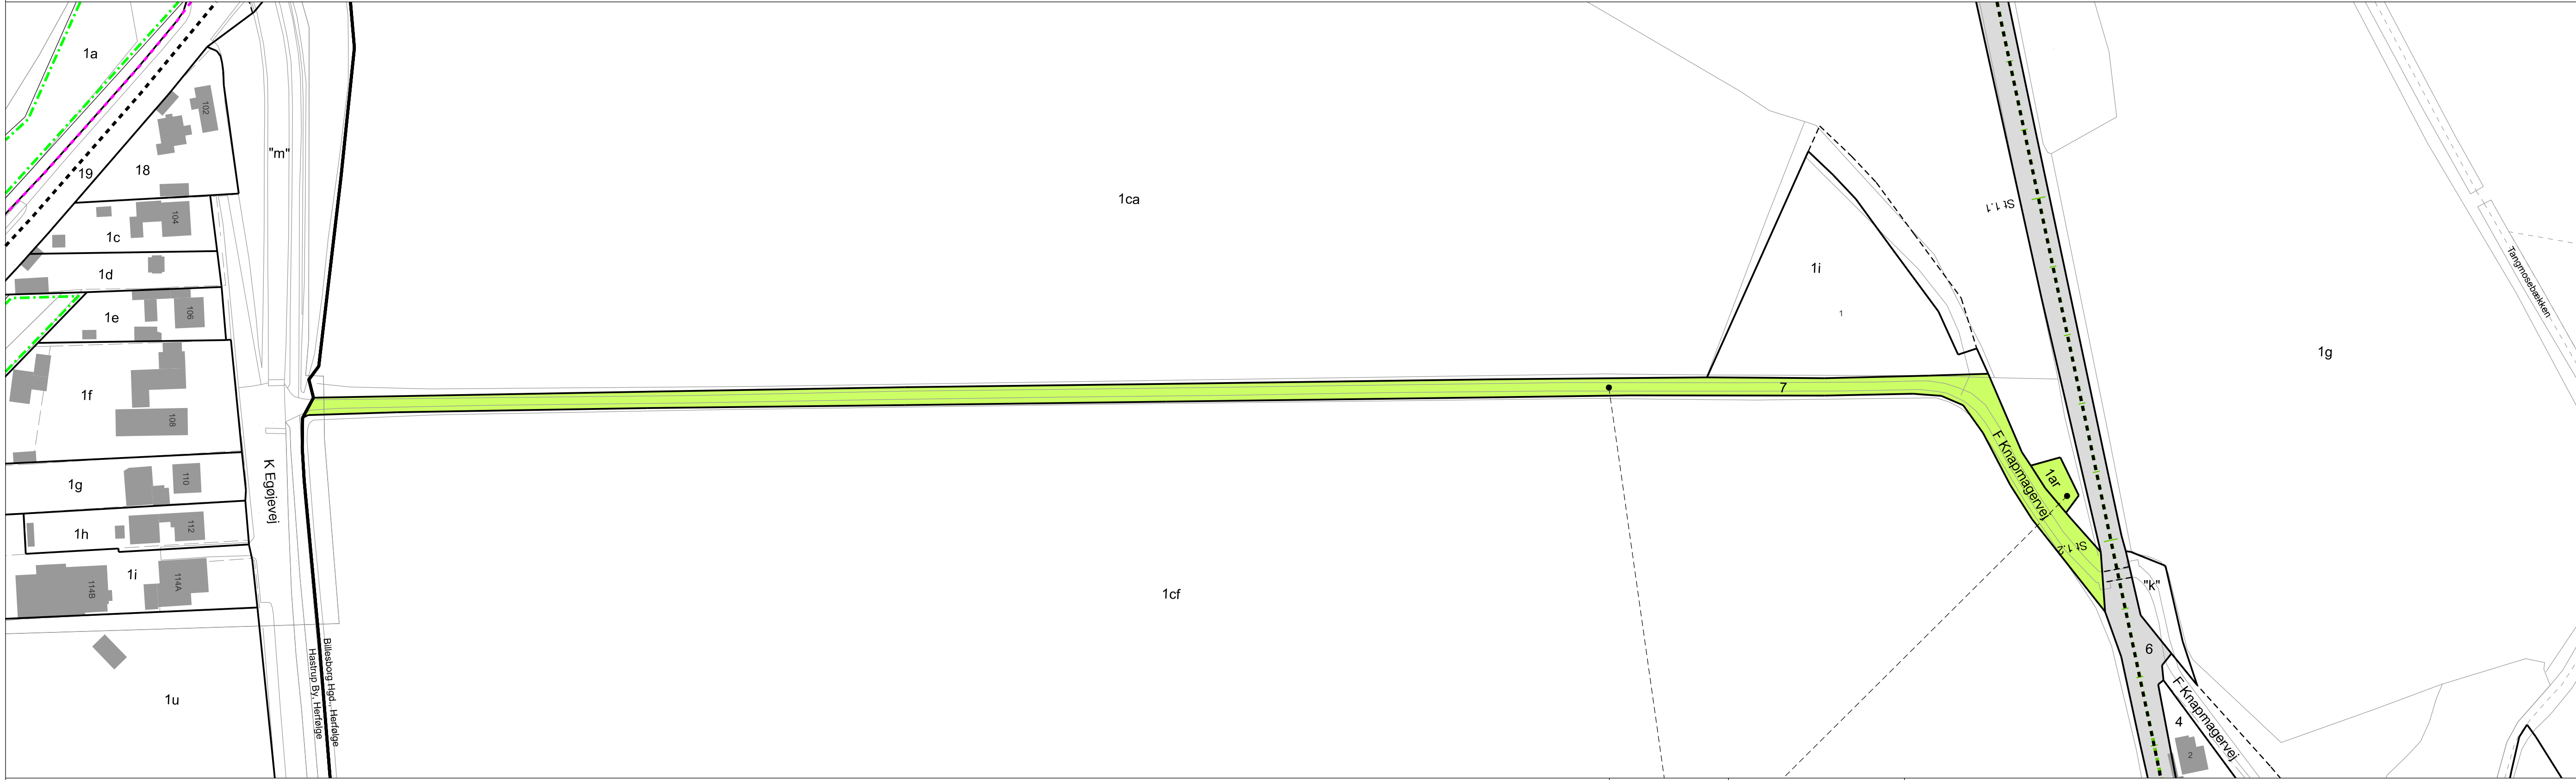 1a
102
"m"
19
18
104
1c
1d
1e
106
1f
108
1g
110
K Egøjevej
1h
112
1i
114B
114A
1u
Billesborg Hgd., Herfølge
Hastrup By, Herfølge
1ca
1cf
1i
1
7
St 1.1
F Knapmagervej
1ar
St 1.2
"k"
6
F Knapmagervej
4
2
1g
Tangmosebækken